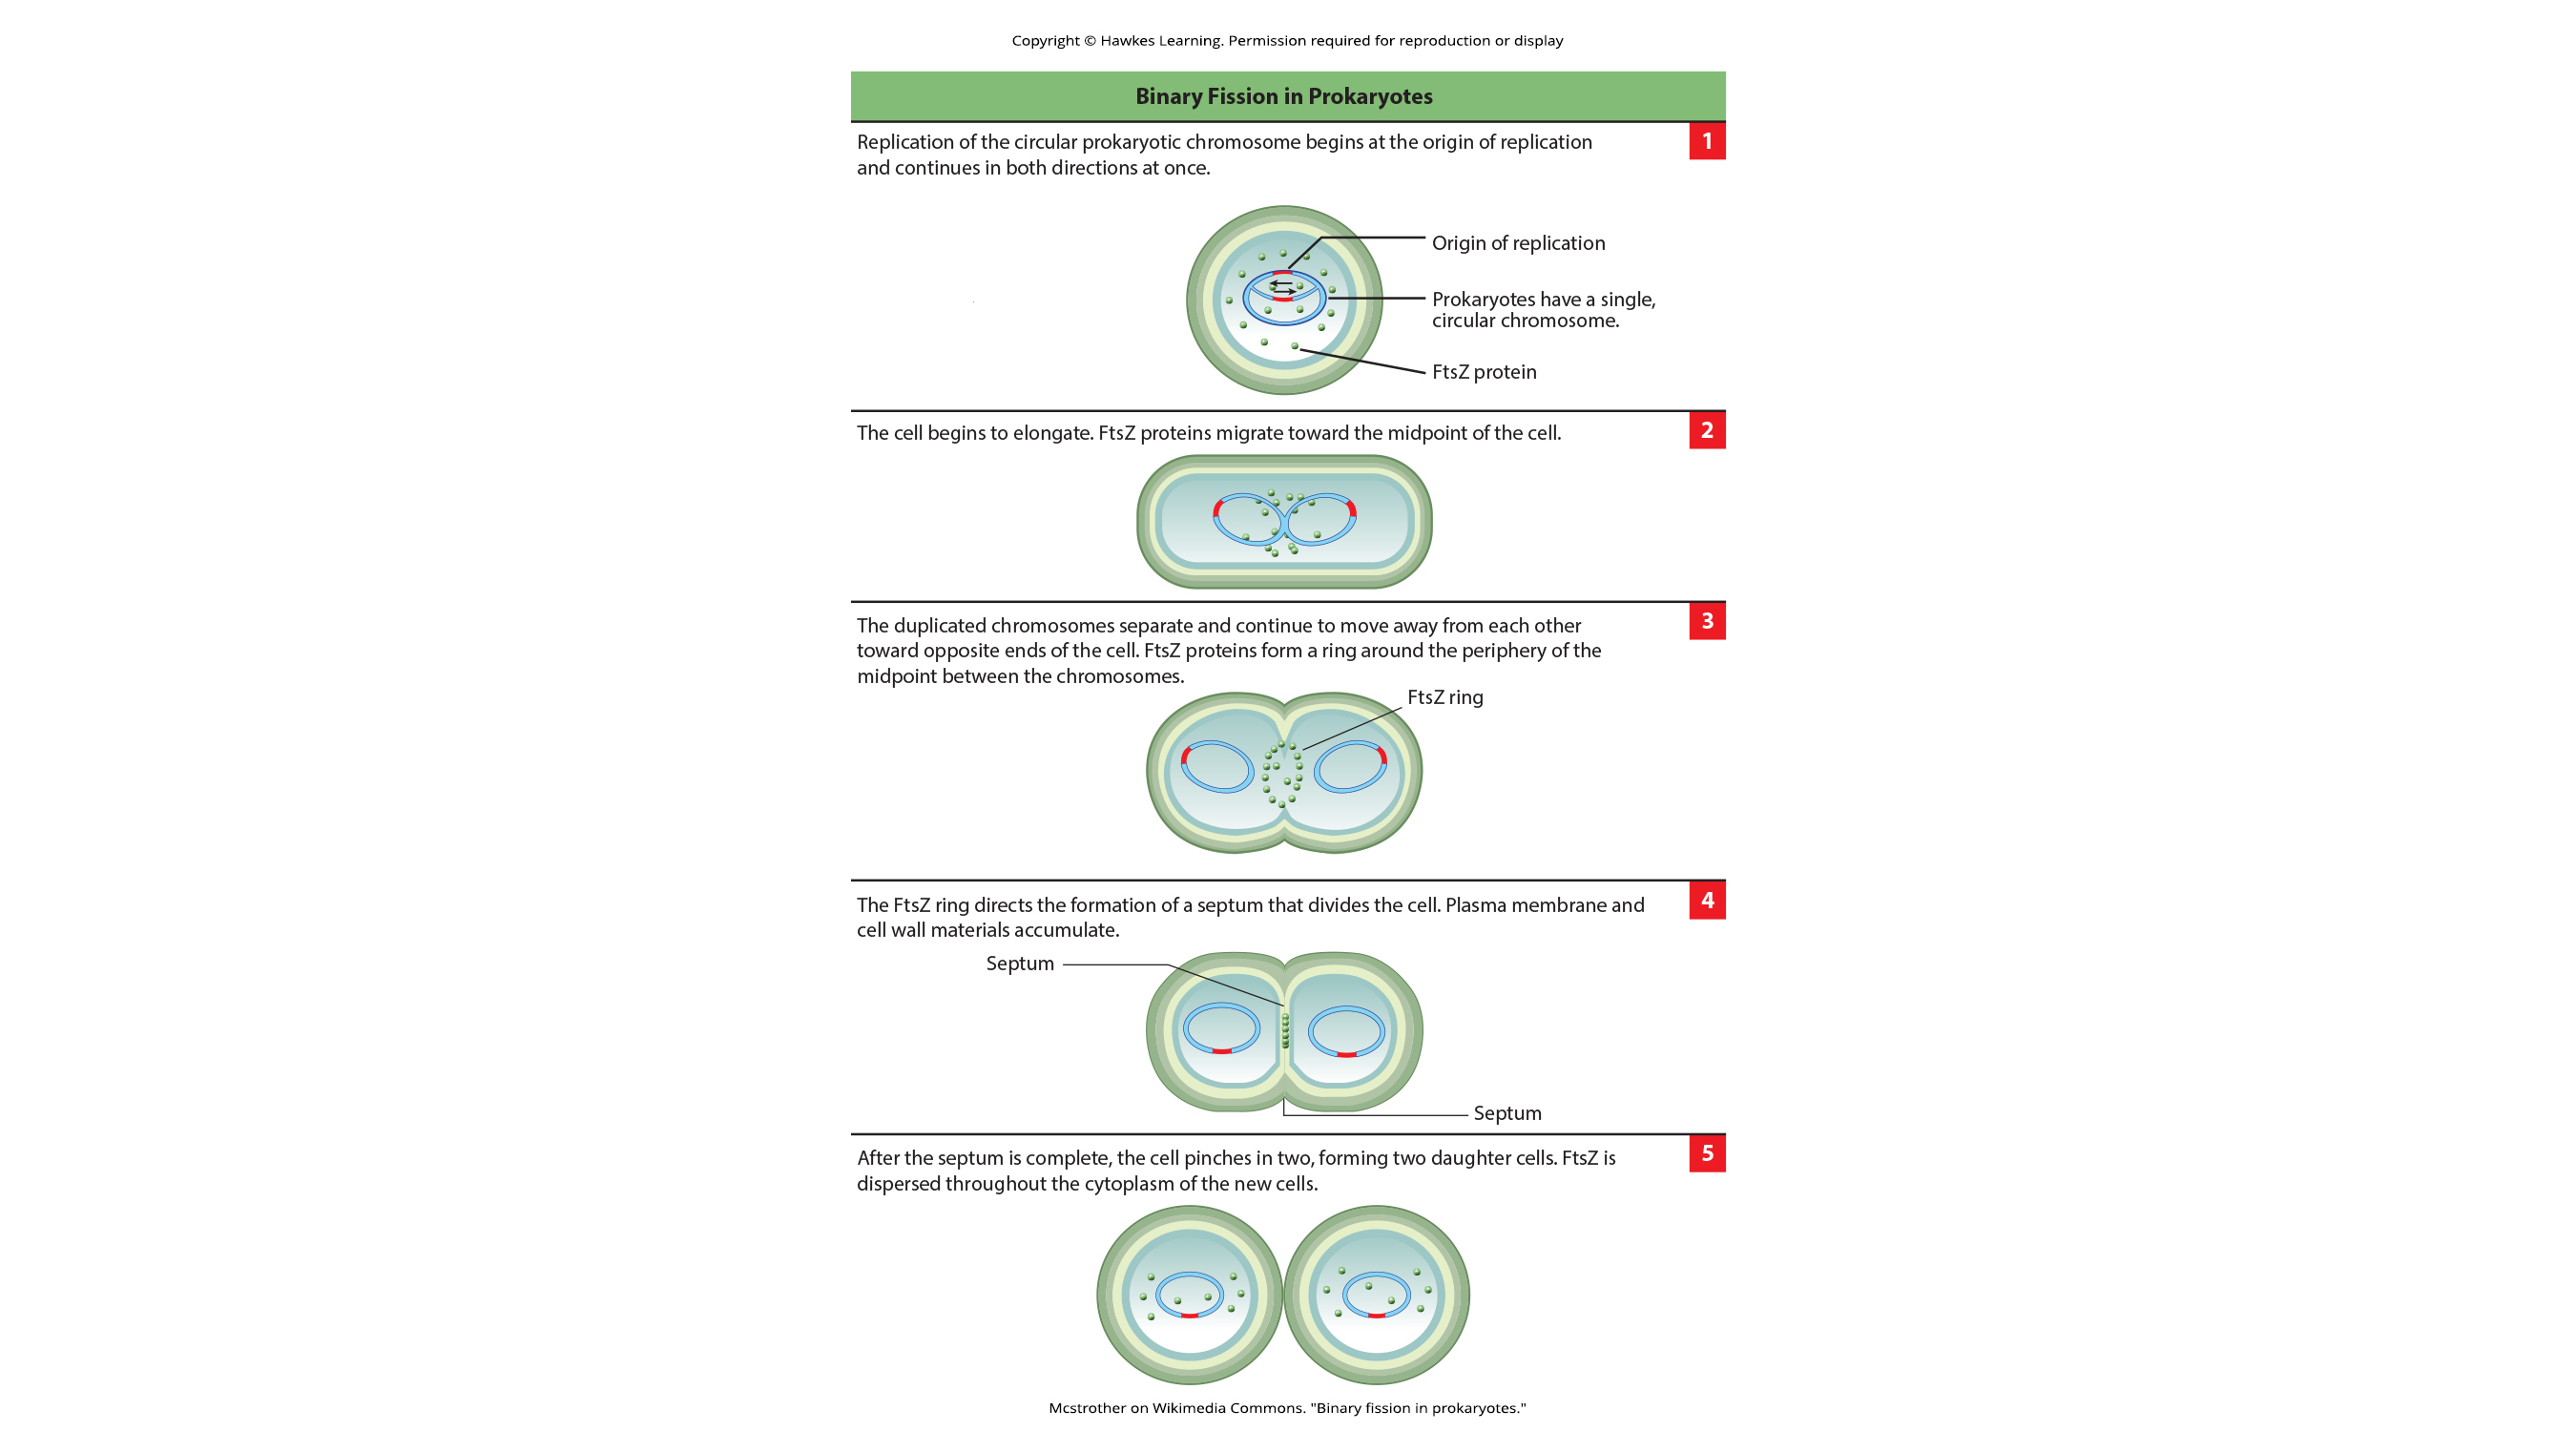 Copyright © Hawkes Learning. Permission required for reproduction or display
Binary Fission in Prokaryotes
1
Replication of the circular prokaryotic chromosome begins at the origin of replication
and continues in both directions at once.
Origin of replication
Prokaryotes have a single,
circular chromosome.
FtsZ protein
2
The cell begins to elongate. FtsZ proteins migrate toward the midpoint of the cell.
3
The duplicated chromosomes separate and continue to move away from each other
toward opposite ends of the cell. FtsZ proteins form a ring around the periphery of the
midpoint between the chromosomes.
FtsZ ring
4
The FtsZ ring directs the formation of a septum that divides the cell. Plasma membrane and
cell wall materials accumulate.
Septum
Septum
5
After the septum is complete, the cell pinches in two, forming two daughter cells. FtsZ is
dispersed throughout the cytoplasm of the new cells.
Mcstrother on Wikimedia Commons. "Binary fission in prokaryotes."